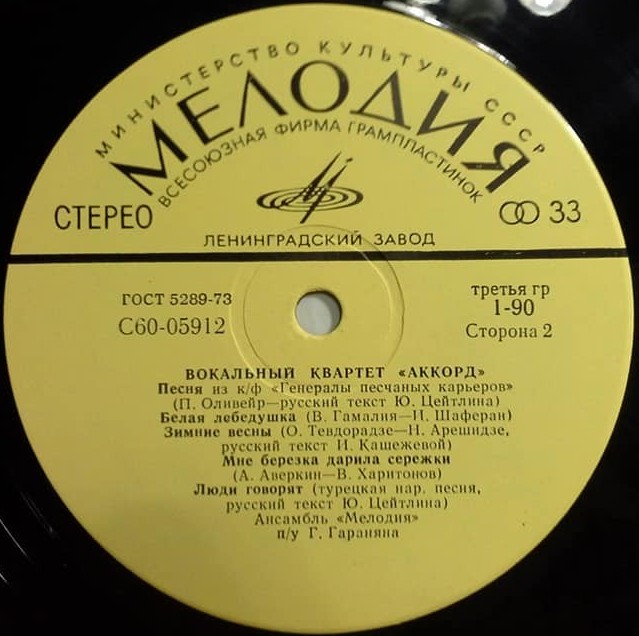 МИНИСТЕРСТВО КУЛЬТУРЫ СССР
МЕЛОДИЯ
ВСЕСОЮЗНАЯ ФИРМА ГРАМПЛАСТИНОК
СТЕРЕО
33
ЛЕНИНГРАДСКИЙ ЗАВОД
ГОСТ 5289-73
третья гр
С60-05912
1-90
Сторона 2
ВОКАЛЬНЫЙ КВАРТЕТ «АККОРД»
Песня из к/ф «Генералы песчаных карьеров»
(П. Оливейр—русский текст Ю. Цейтлина)
Белая лебедушка (В. Гамалия—И. Шаферан)
Зимние весны (О. Тевдорадзе—Н. Арешидзе,
русский текст И. Кашежевой)
Мне березка дарила сережки
(А. Аверкин—В. Харитонов)
Люди говорят (турецкая нар. песня,
русский текст Ю. Цейтлина)
Ансамбль «Мелодия»
п/у Г. Гараняна